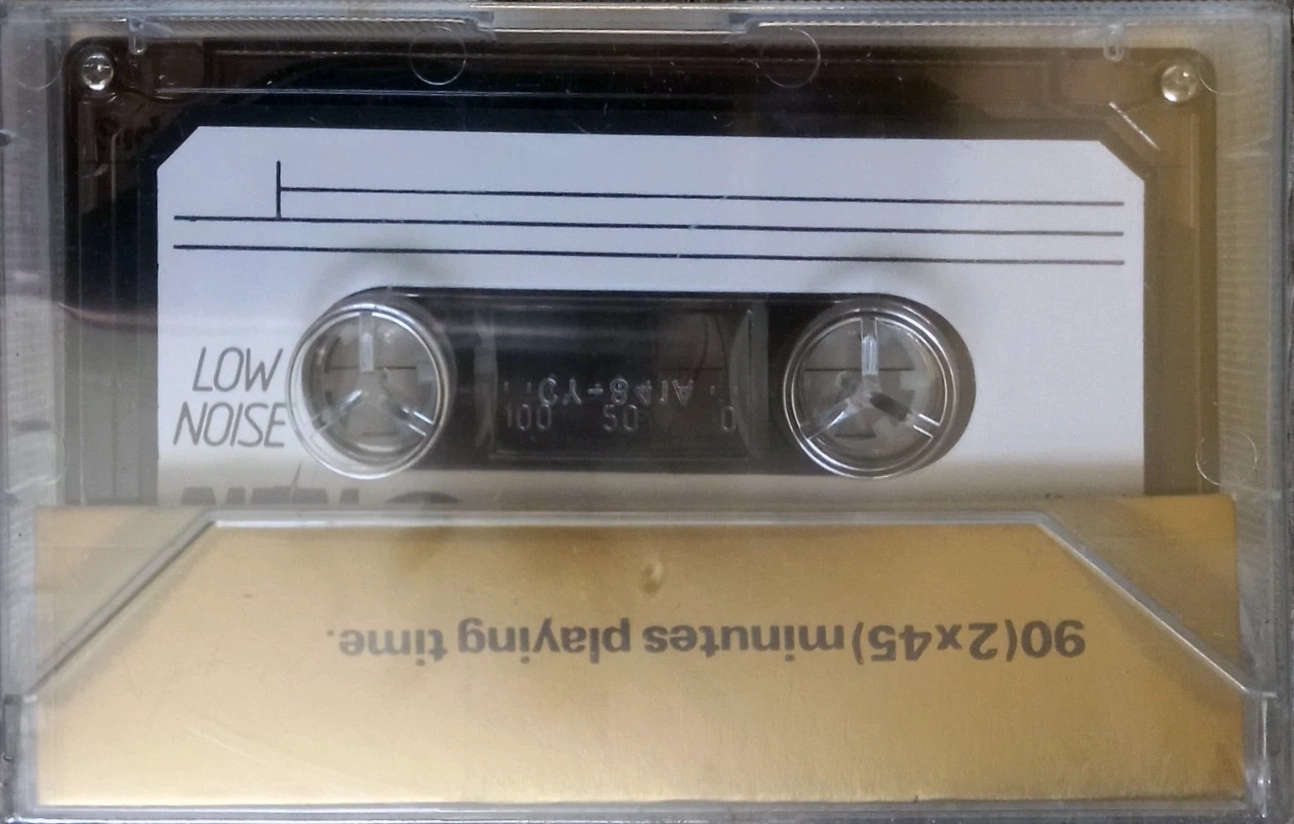 LOW
NOISE
100 50 0
90(2x45)minutes playing time.